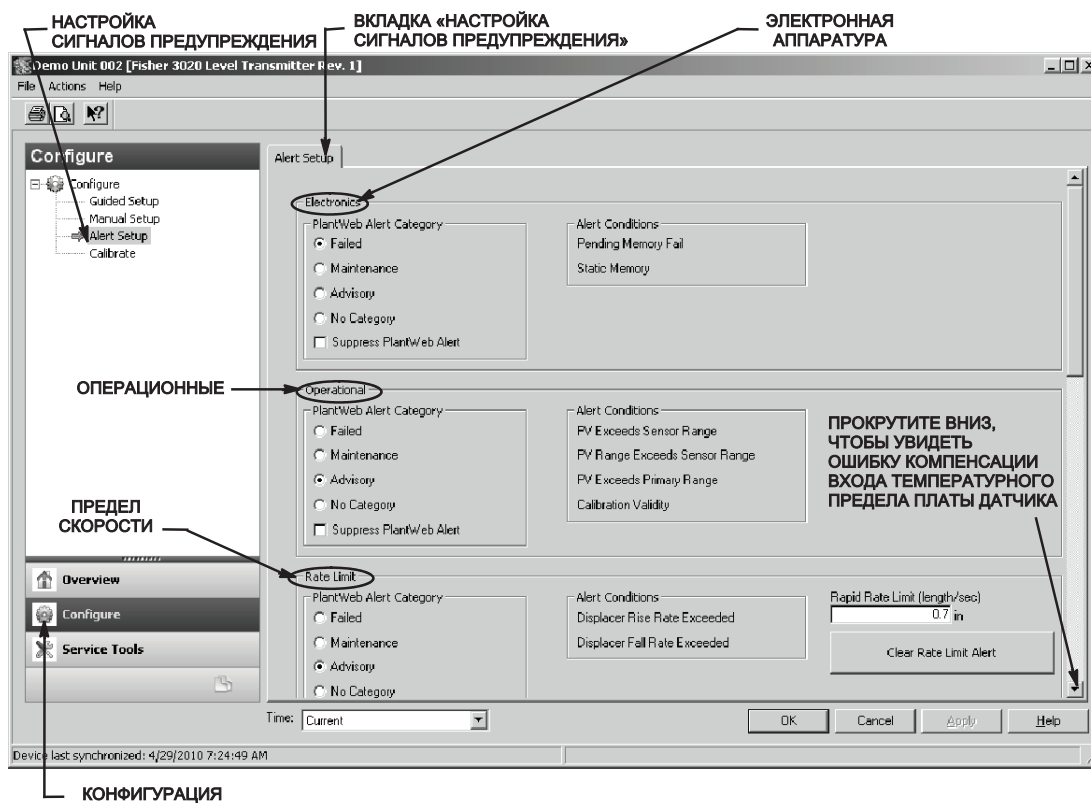 НАСТРОЙКА
СИГНАЛОВ ПРЕДУПРЕЖДЕНИЯ
ВКЛАДКА «НАСТРОЙКА
СИГНАЛОВ ПРЕДУПРЕЖДЕНИЯ»
ЭЛЕКТРОННАЯ
АППАРАТУРА
Demo Unit 002 [Fisher 3020 Level Transmitter Rev. 1]
File Actions Help
Configure
Configure
Guided Setup
Manual Setup
Alert Setup
Calibrate
Alert Setup
Electronics
PlantWeb Alert Category
Failed
Maintenance
Advisory
No Category
Suppress PlantWeb Alert
Alert Conditions
Pending Memory Fail
Static Memory
ОПЕРАЦИОННЫЕ
Operational
PlantWeb Alert Category
Failed
Maintenance
Advisory
No Category
Suppress PlantWeb Alert
Alert Conditions
PV Exceeds Sensor Range
PV Range Exceeds Sensor Range
PV Exceeds Primary Range
Calibration Validity
ПРОКРУТИТЕ ВНИЗ,
ЧТОБЫ УВИДЕТЬ
ОШИБКУ КОМПЕНСАЦИИ
ВХОДА ТЕМПЕРАТУРНОГО
ПРЕДЕЛА ПЛАТЫ ДАТЧИКА
ПРЕДЕЛ
СКОРОСТИ
Rate Limit
PlantWeb Alert Category
Failed
Maintenance
Advisory
No Category
Alert Conditions
Displacer Rise Rate Exceeded
Displacer Fall Rate Exceeded
Rapid Rate Limit (length/sec)
0.7 in
Clear Rate Limit Alert
Overview
Configure
Service Tools
Time: Current
OK Cancel Apply Help
Device last synchronized: 4/29/2010 7:24:49 AM
КОНФИГУРАЦИЯ